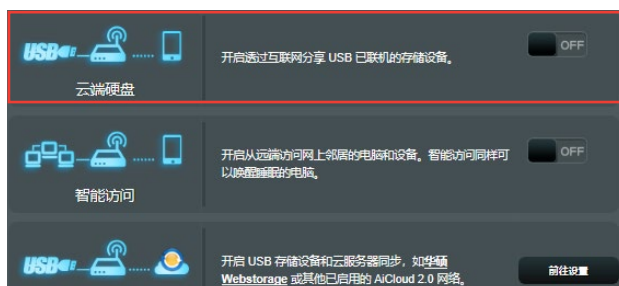 USB
开启透过互联网分享 USB 已联机的存储设备。
OFF
云端硬盘
开启从远端访问网上邻居的电脑和设备。智能访问同样可
以唤醒睡眠的电脑。
OFF
智能访问
USB
开启 USB 存储设备和云服务器同步，如华硕
Webstorage 或其他已启用的 AiCloud 2.0 网络。
前往设置